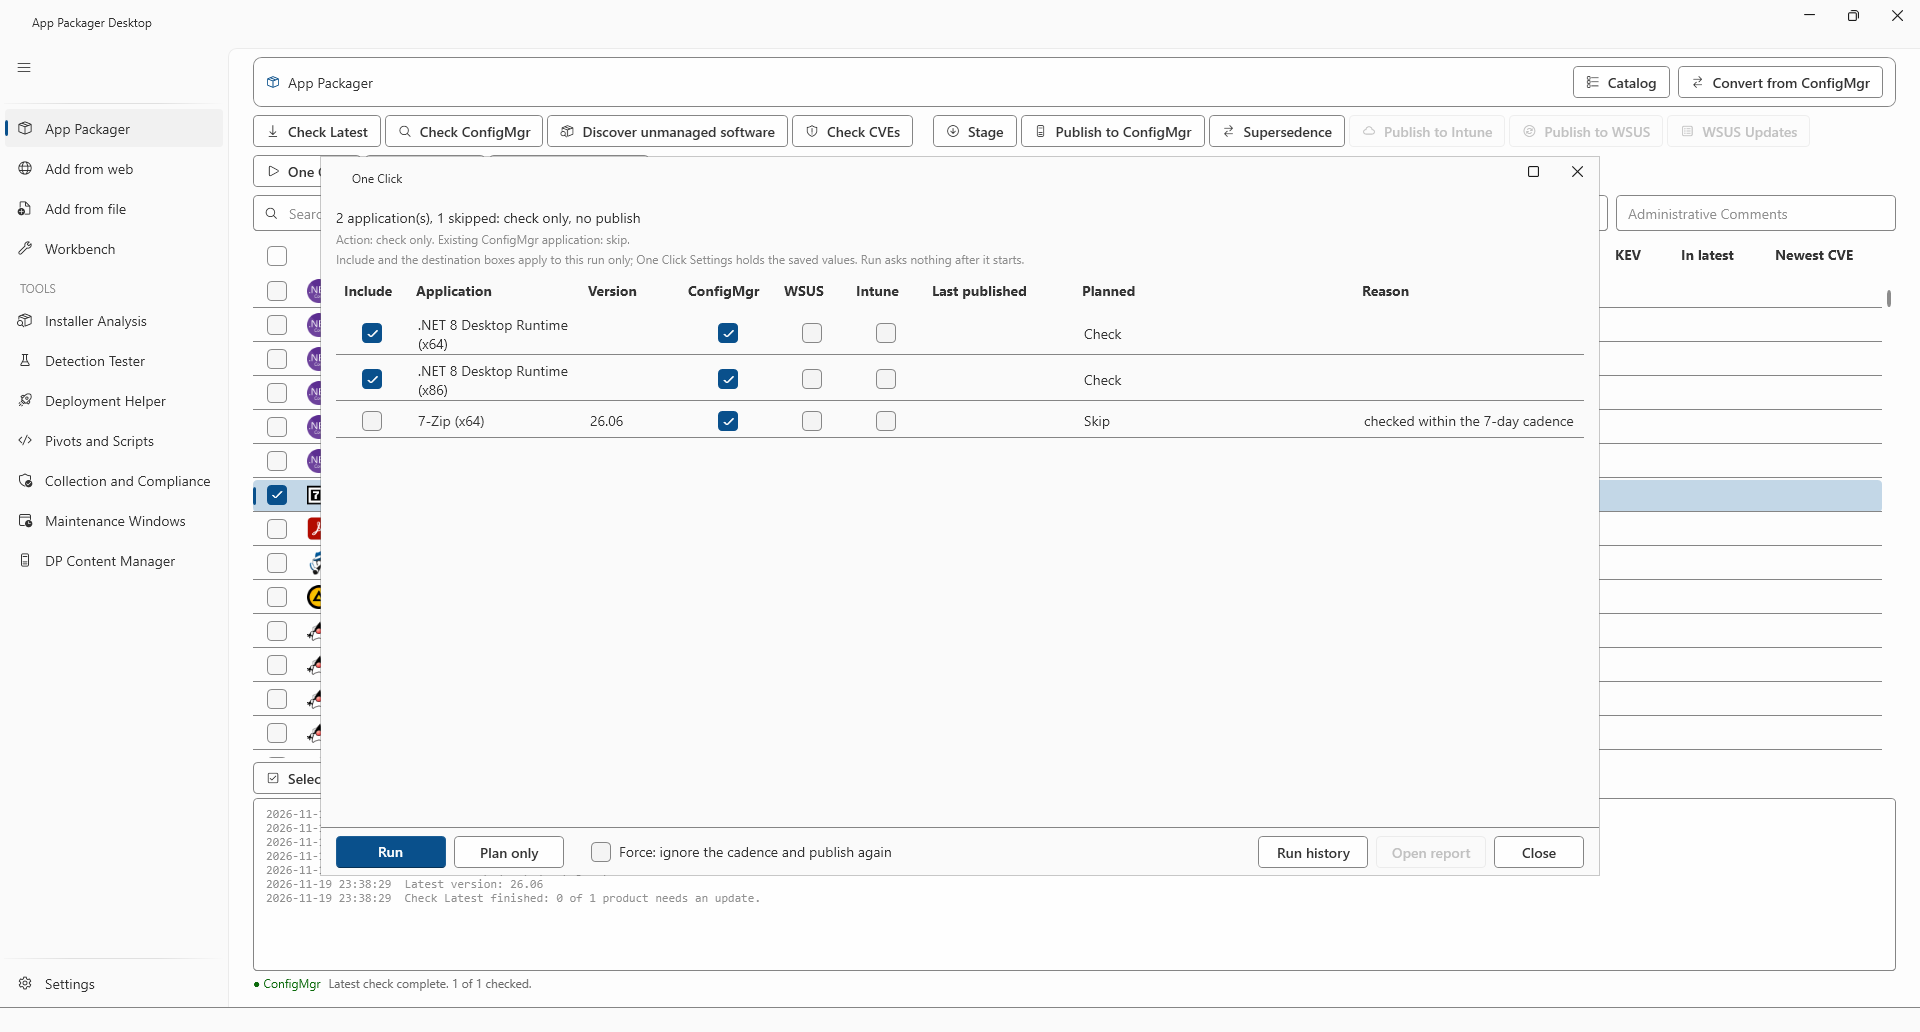 App Packager Desktop
App Packager
Add from web
Add from file
Workbench
TOOLS
Installer Analysis
Detection Tester
Deployment Helper
Pivots and Scripts
Collection and Compliance
Maintenance Windows
DP Content Manager
Settings
App Packager
Catalog
Convert from ConfigMgr
Check Latest
Check ConfigMgr
Discover unmanaged software
Check CVEs
Stage
Publish to ConfigMgr
Supersedence
Publish to Intune
Publish to WSUS
WSUS Updates
One
Administrative Comments
KEV
In latest
Newest CVE
One Click
2 application(s), 1 skipped: check only, no publish
Action: check only. Existing ConfigMgr application: skip.
Include and the destination boxes apply to this run only; One Click Settings holds the saved values. Run asks nothing after it starts.
Include Application Version ConfigMgr WSUS Intune Last published Planned Reason
.NET 8 Desktop Runtime
(x64)
Check
.NET 8 Desktop Runtime
(x86)
Check
7-Zip (x64) 26.06 Skip checked within the 7-day cadence
Run
Plan only
Force: ignore the cadence and publish again
Run history
Open report
Close
2026-11-19 23:38:29 Latest version: 26.06
2026-11-19 23:38:29 Check Latest finished: 0 of 1 product needs an update.
ConfigMgr Latest check complete. 1 of 1 checked.